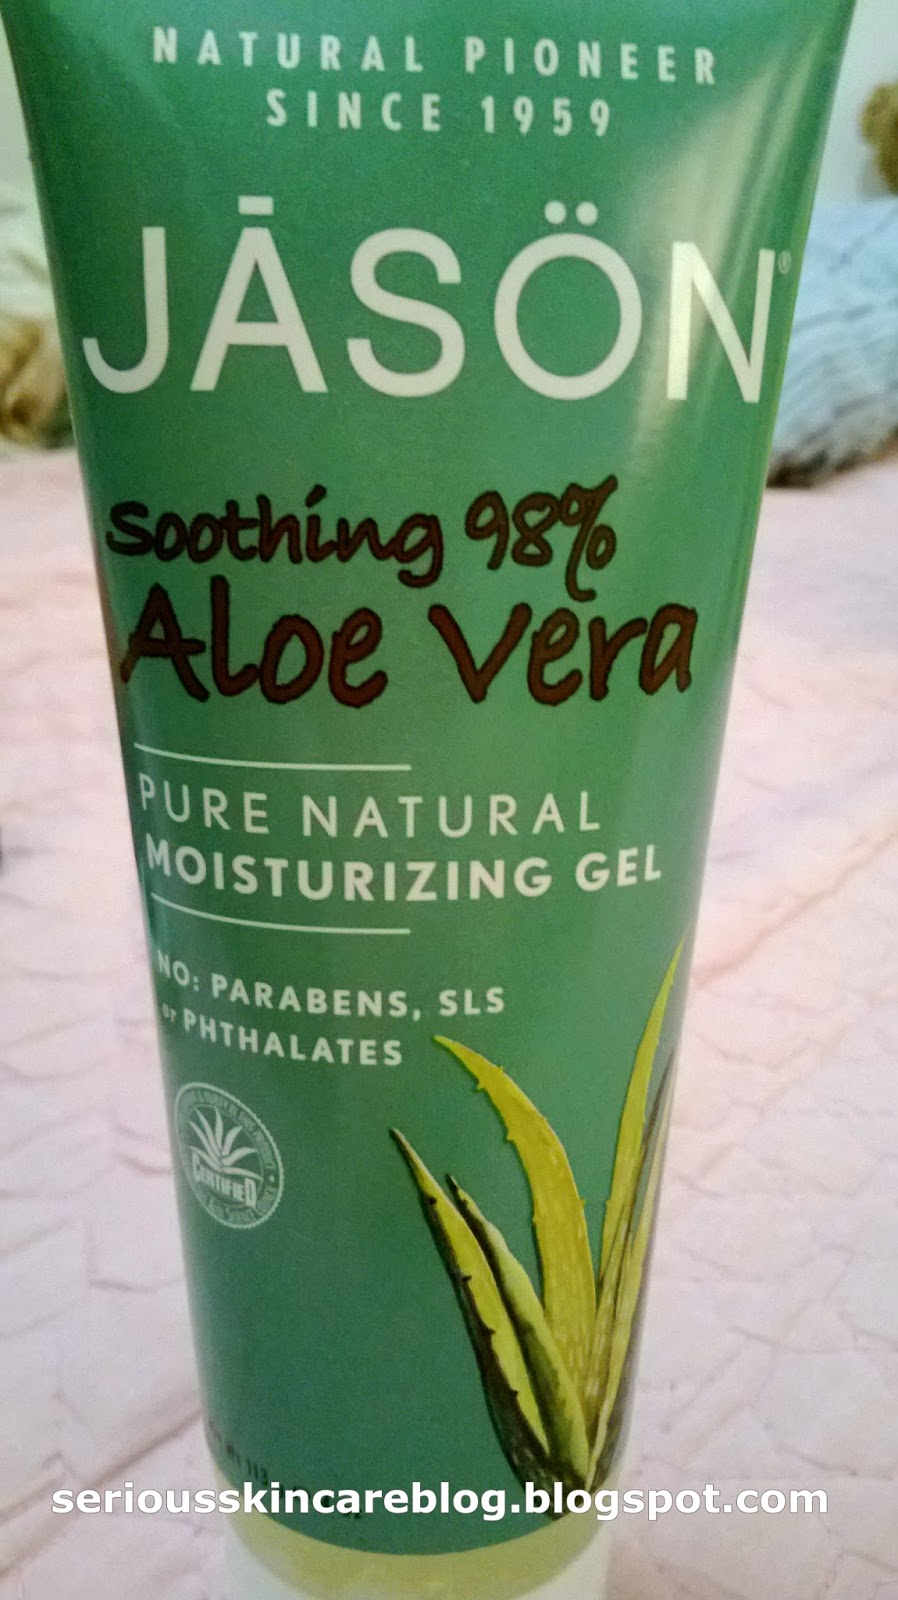 NATURAL PIONEER
SINCE 1959
JĀSÖN®
Soothing 98%
Aloe Vera
PURE NATURAL
MOISTURIZING GEL
NO: PARABENS, SLS
or PHTHALATES
CERTIFIED
seriousskincareblog.blogspot.com